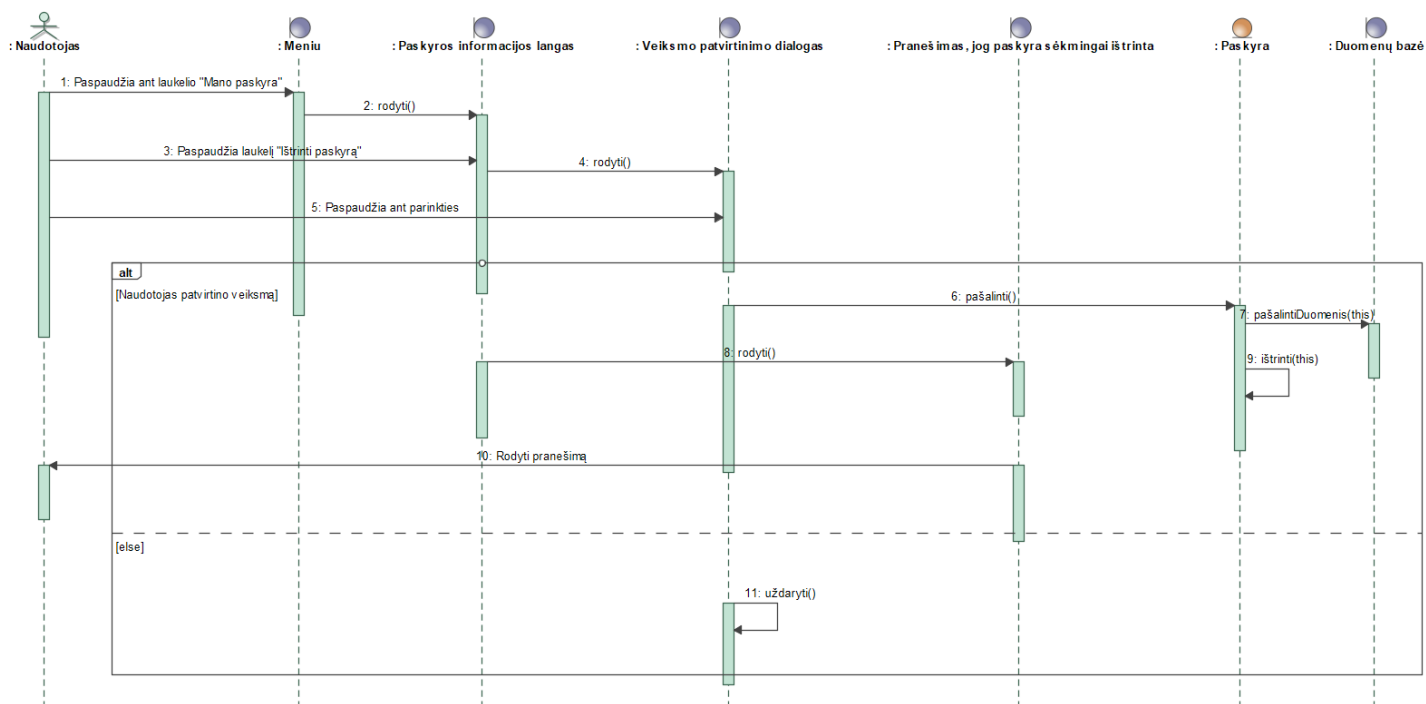 : Naudotojas
: Meniu
: Paskyros informacijos langas
: Veiksmo patvirtinimo dialogas
: Pranešimas, jog paskyra sėkmingai ištrinta
: Paskyra
: Duomenų bazė
1: Paspaudžia ant laukelio "Mano paskyra"
2: rodyti()
3: Paspaudžia laukelį "Ištrinti paskyrą"
4: rodyti()
5: Paspaudžia ant parinkties
alt
[Naudotojas patvirtino veiksmą]
6: pašalinti()
7: pašalintiDuomenis(this)
8: rodyti()
9: ištrinti(this)
10: Rodyti pranešimą
[else]
11: uždaryti()